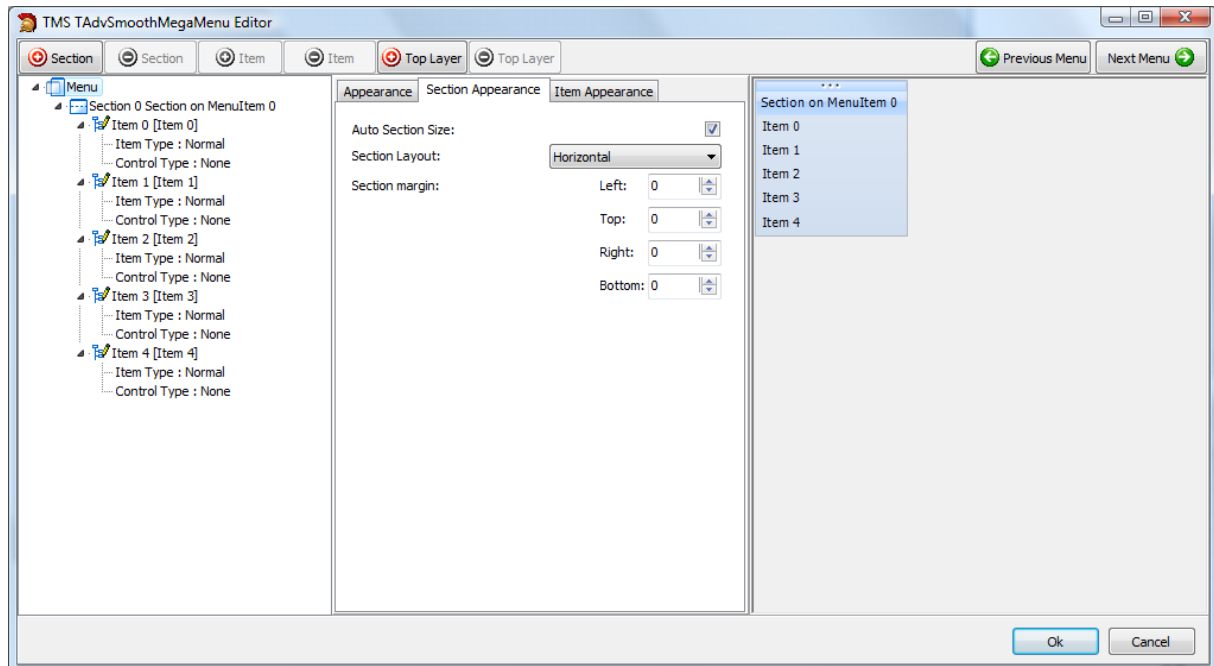 TMS TAdvSmoothMegaMenu Editor
Section Section Item Item Top Layer Top Layer Previous Menu Next Menu
Menu
Section 0 Section on MenuItem 0
Item 0 [Item 0]
Item Type : Normal
Control Type : None
Item 1 [Item 1]
Item Type : Normal
Control Type : None
Item 2 [Item 2]
Item Type : Normal
Control Type : None
Item 3 [Item 3]
Item Type : Normal
Control Type : None
Item 4 [Item 4]
Item Type : Normal
Control Type : None
Appearance Section Appearance Item Appearance
Auto Section Size:
Section Layout: Horizontal
Section margin: Left: 0
Top: 0
Right: 0
Bottom: 0
Section on MenuItem 0
Item 0
Item 1
Item 2
Item 3
Item 4
Ok Cancel